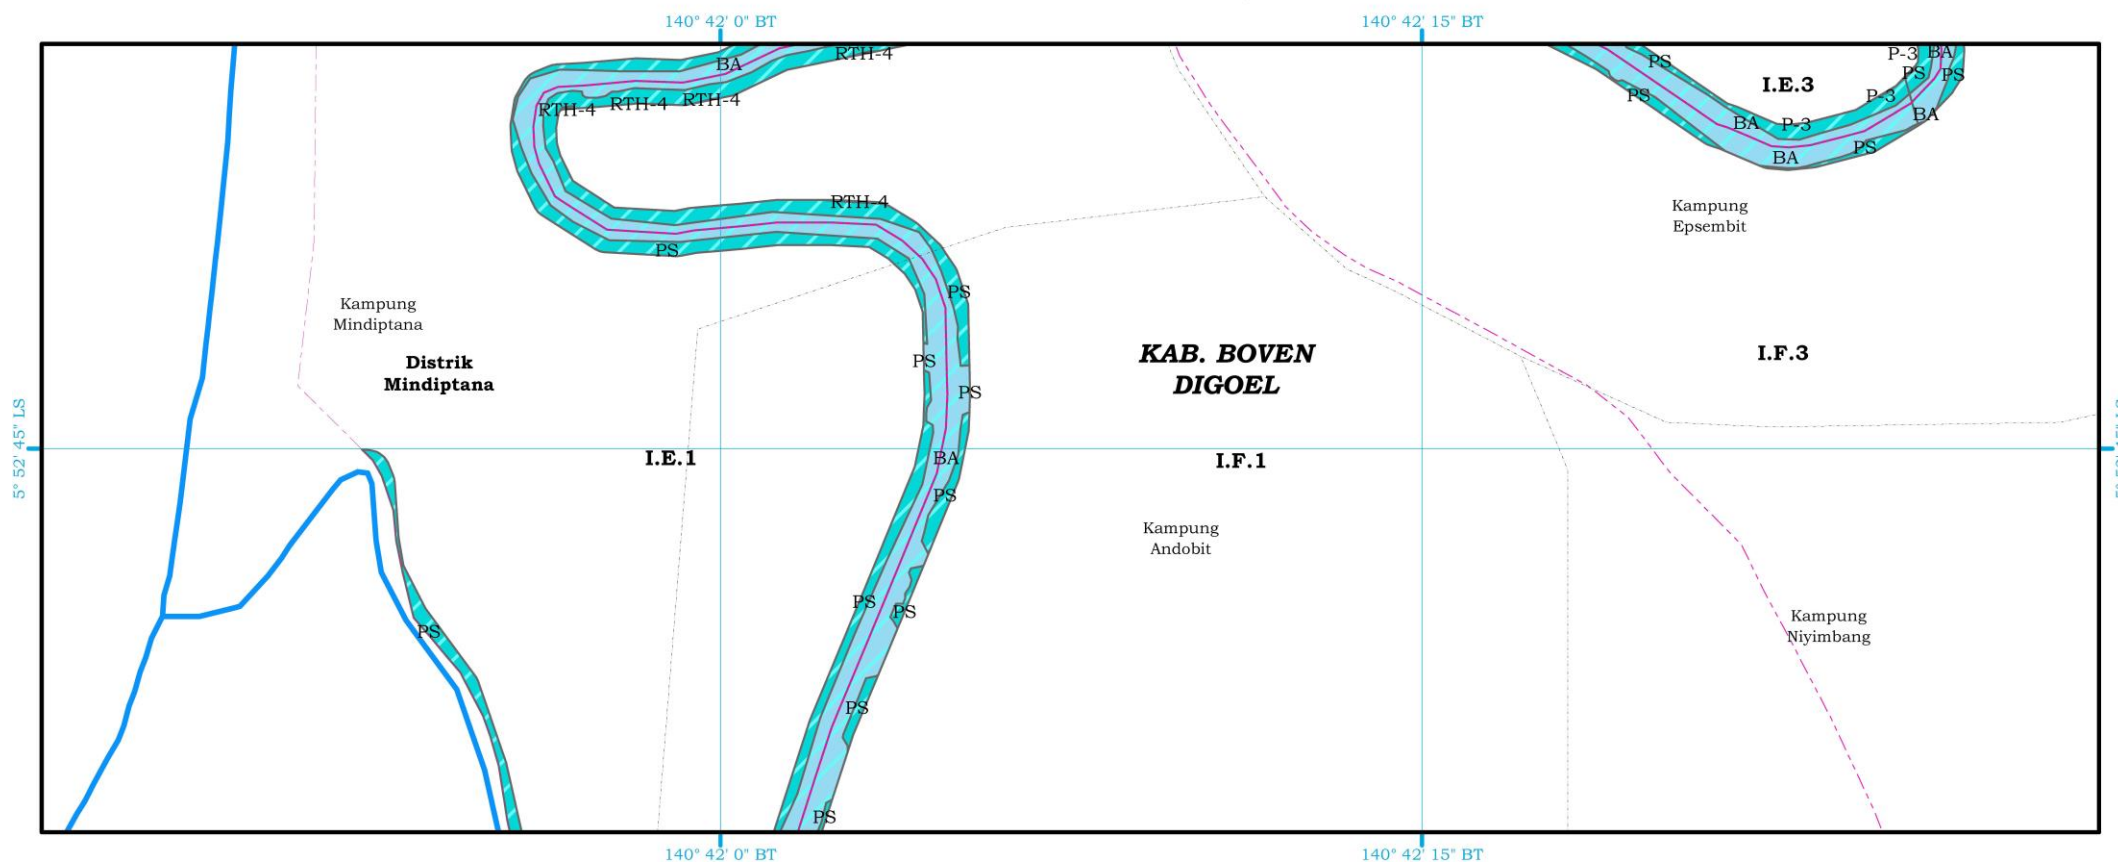 140° 42' 0" BT
140° 42' 15" BT
RTH-4
BA
RTH-4
RTH-4
RTH-4
PS
PS
BA
P-3
BA
I.E.3
PS
PS
P-3
P-3
BA
BA
PS
RTH-4
PS
Kampung
Epsembit
PS
Kampung
Mindiptana
Distrik
Mindiptana
PS
PS
KAB. BOVEN
DIGOEL
I.F.3
5° 52' 45" LS
I.E.1
BA
I.F.1
PS
Kampung
Andobit
PS
PS
PS
Kampung
Niyimbang
PS
PS
140° 42' 0" BT
140° 42' 15" BT